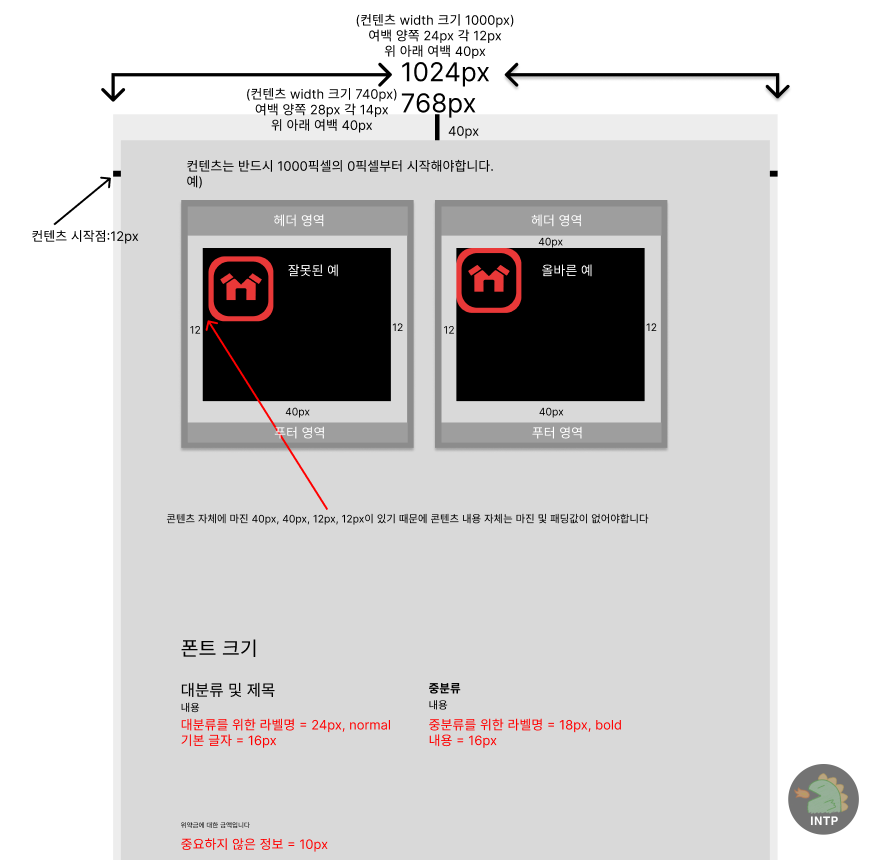 (컨텐츠 width 크기 1000px)
여백 양쪽 24px 각 12px
위 아래 여백 40px
1024px
(컨텐츠 width 크기 740px)
여백 양쪽 28px 각 14px
위 아래 여백 40px
768px
40px
컨텐츠는 반드시 1000픽셀의 0픽셀부터 시작해야합니다.
예)
컨텐츠 시작점:12px
헤더 영역
잘못된 예
12
12
40px
푸터 영역
헤더 영역
40px
올바른 예
12
12
40px
푸터 영역
콘텐츠 자체에 마진 40px, 40px, 12px, 12px이 있기 때문에 콘텐츠 내용 자체는 마진 및 패딩값이 없어야합니다
폰트 크기
대분류 및 제목
내용
대분류를 위한 라벨명 = 24px, normal
기본 글자 = 16px
중분류
내용
중분류를 위한 라벨명 = 18px, bold
내용 = 16px
위약금에 대한 금액입니다
중요하지 않은 정보 = 10px
INTP